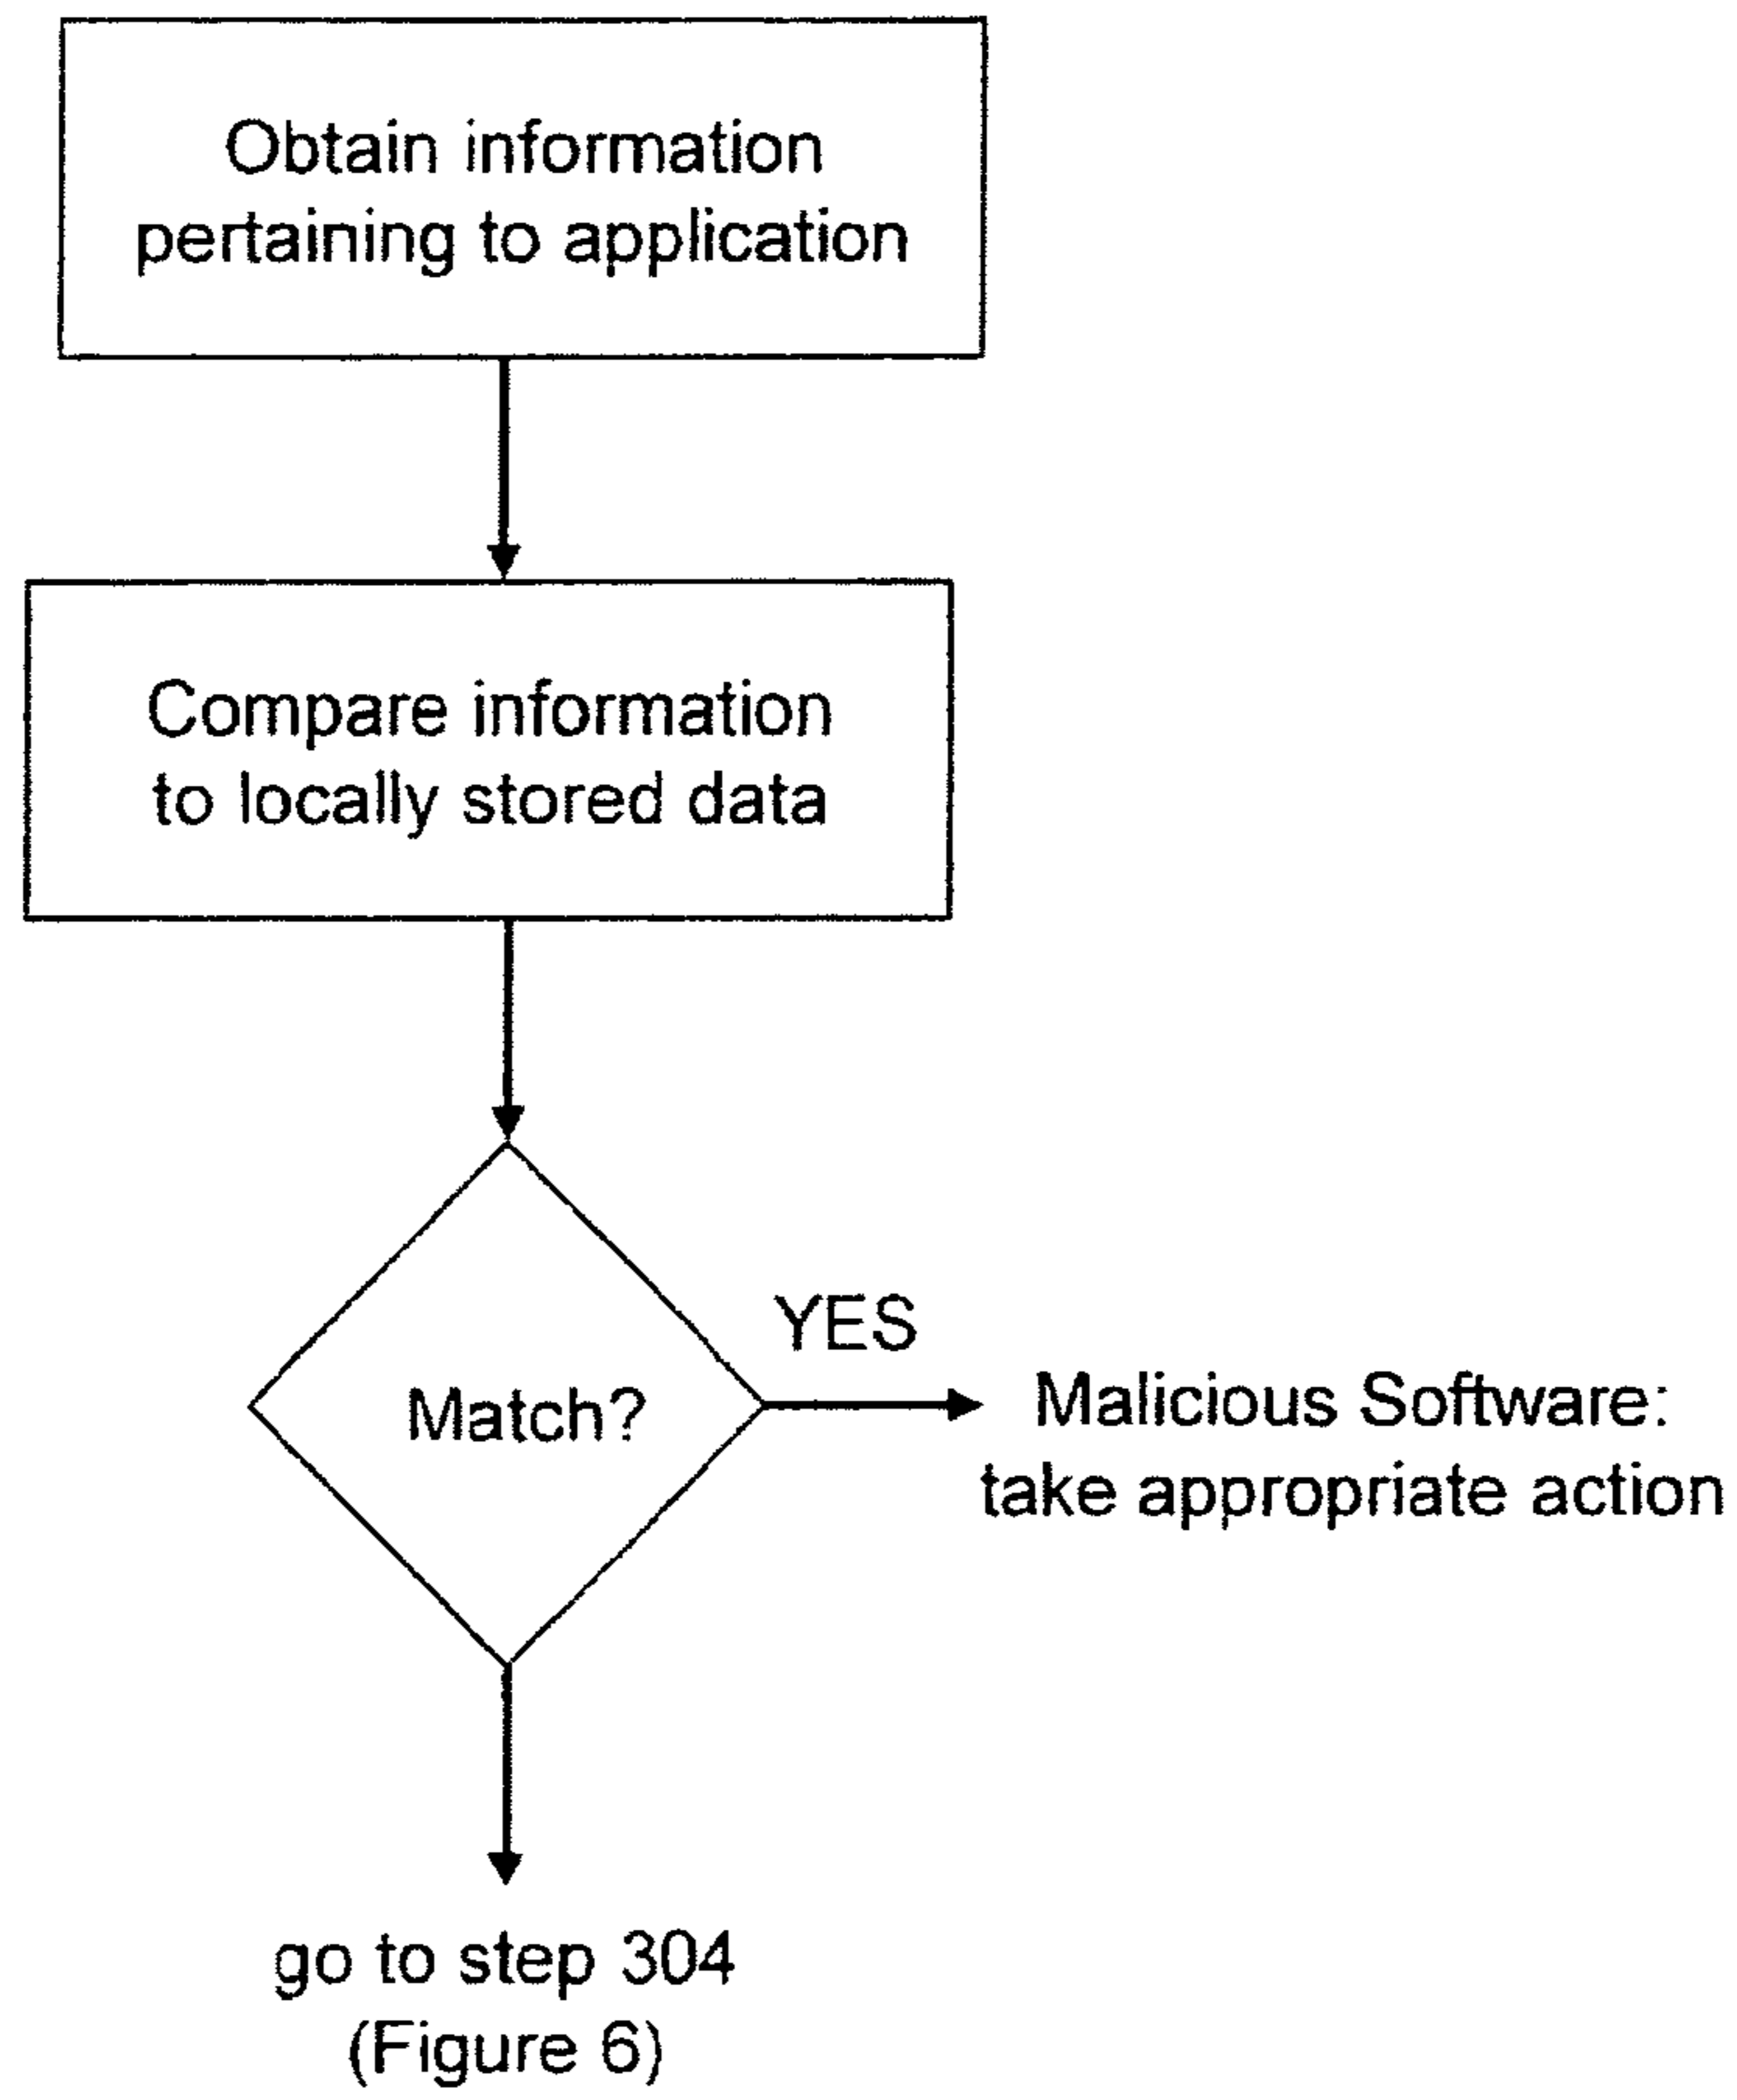 Obtain information
pertaining to application
Compare information
to locally stored data
Match?
YES
Malicious Software:
take appropriate action
go to step 304
(Figure 6)